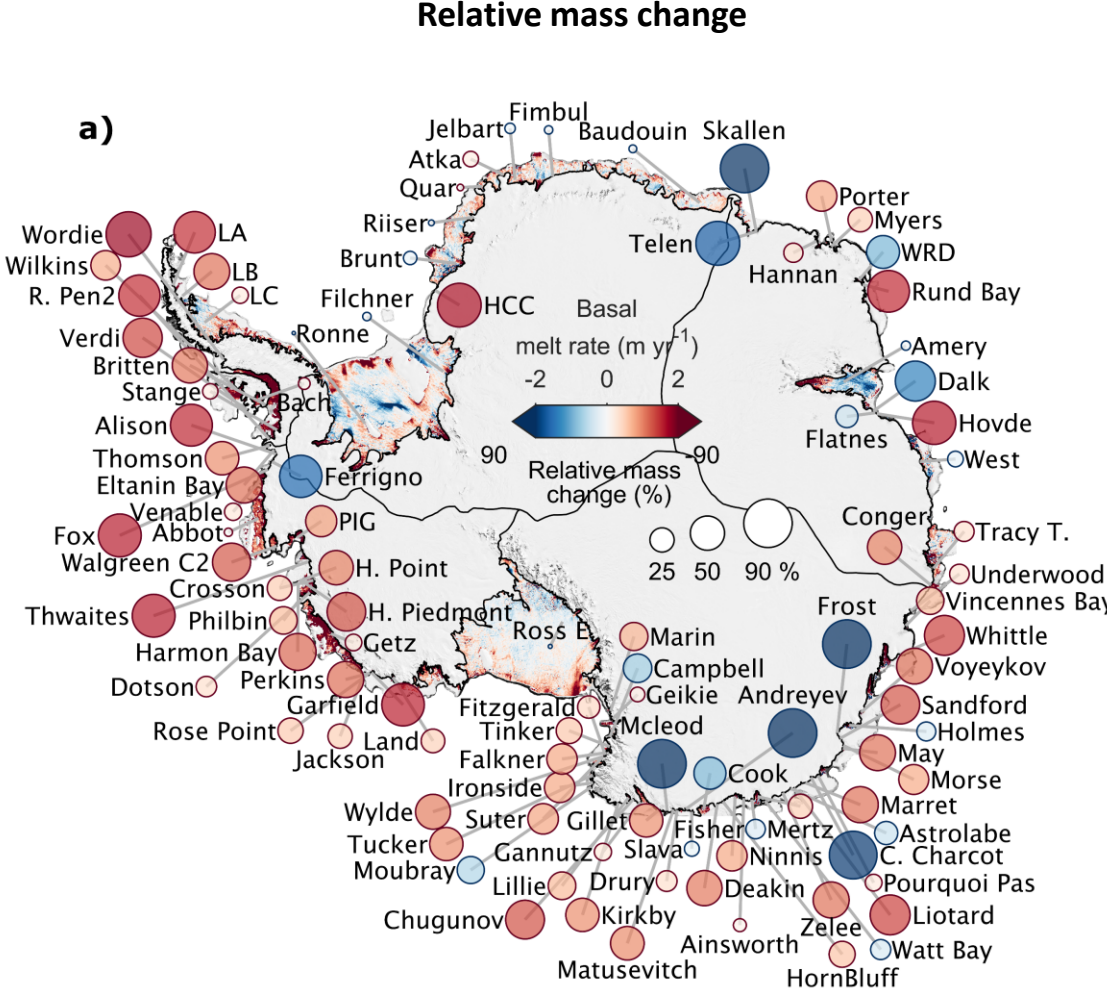 Relative mass change
a)
Fimbul
Jelbart
Baudouin
Skallen
Atka
Quar
Porter
Myers
Riiser
Wordie
LA
Telen
WRD
Hannan
Brunt
Wilkins
LB
R. Pen2
LC
Filchner
HCC
Rund Bay
Basal
melt rate (m yr-1)
Ronne
Verdi
Amery
Britten
Stange
Bach
-2 0 2
Dalk
Alison
Flatnes
Hovde
90 -90
Relative mass
change (%)
Thomson
West
Ferrigno
Eltanin Bay
Venable
PIG
Conger
Fox
Abbot
Tracy T.
Walgreen C2
25 50 90 %
H. Point
Underwood
Crosson
Vincennes Bay
Thwaites
Philbin
H. Piedmont
Frost
Ross E
Marin
Whittle
Getz
Harmon Bay
Campbell
Voyeykov
Dotson
Perkins
Geikie
Andreyev
Garfield
Fitzgerald
Sandford
Rose Point
Tinker
Mcleod
Holmes
Jackson
Land
Falkner
Cook
May
Ironside
Morse
Wylde
Suter
Gillet
Fisher
Mertz
Marret
Tucker
Gannutz
Slava
Ninnis
Astrolabe
Moubray
C. Charcot
Lillie
Drury
Deakin
Pourquoi Pas
Chugunov
Kirkby
Zelee
Liotard
Ainsworth
Watt Bay
Matusevitch
HornBluff